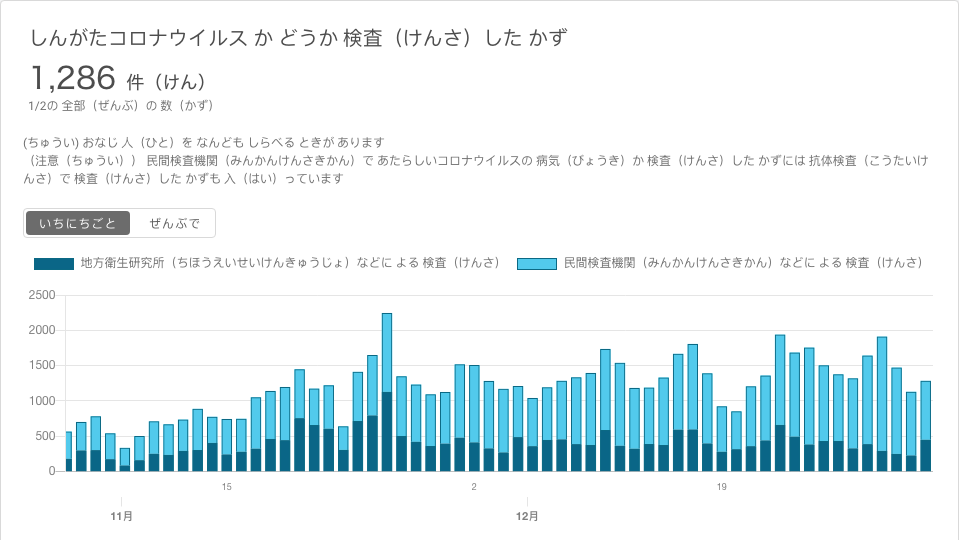 しんがたコロナウイルス か どうか 検査（けんさ）した かず
1,286 件（けん）
1/2の 全部（ぜんぶ）の 数（かず）
(ちゅうい) おなじ 人（ひと）を なんども しらべる ときが あります
（注意（ちゅうい）） 民間検査機関（みんかんけんさきかん）で あたらしいコロナウイルスの 病気（びょうき）か 検査（けんさ）した かずには 抗体検査（こうたいけ
んさ）で 検査（けんさ）した かずも 入（はい）っています
いちにちごと ぜんぶで
地方衛生研究所（ちほうえいせいけんきゅうじょ）などに よる 検査（けんさ） 民間検査機関（みんかんけんさきかん）などに よる 検査（けんさ）
2500
2000
1500
1000
500
0
15 2 19
11月 12月